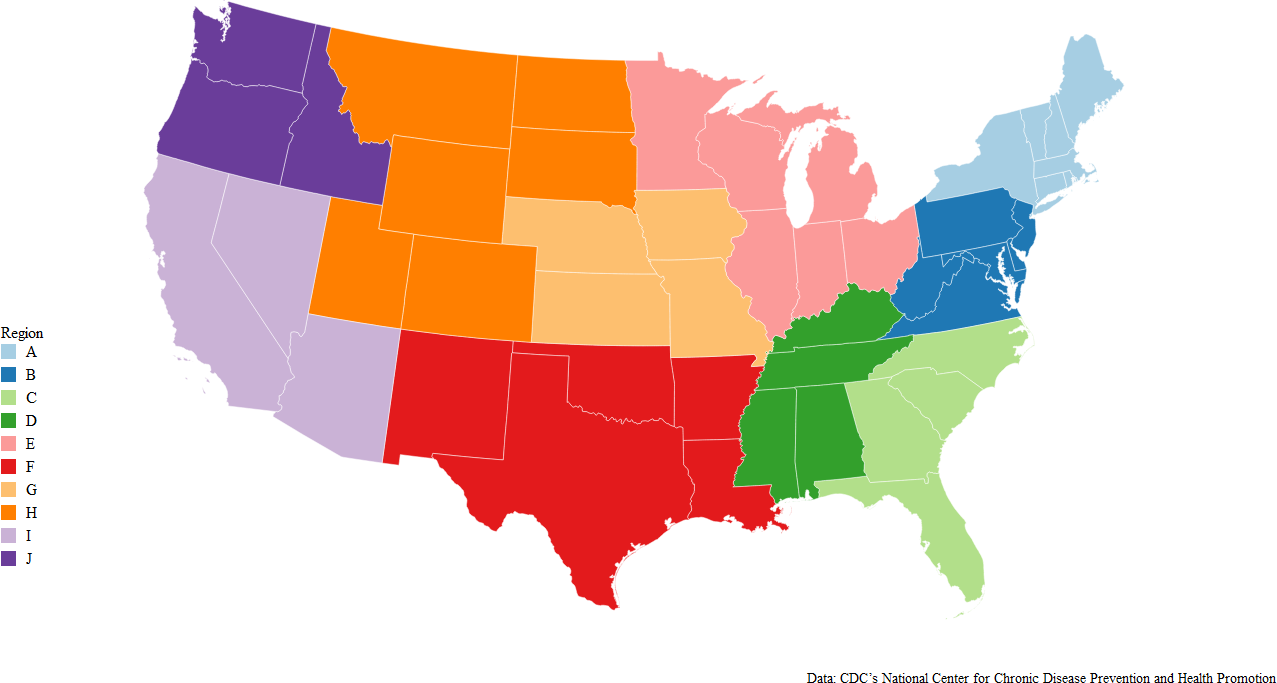 Region
A
B
C
D
E
F
G
H
I
J
Data: CDC’s National Center for Chronic Disease Prevention and Health Promotion